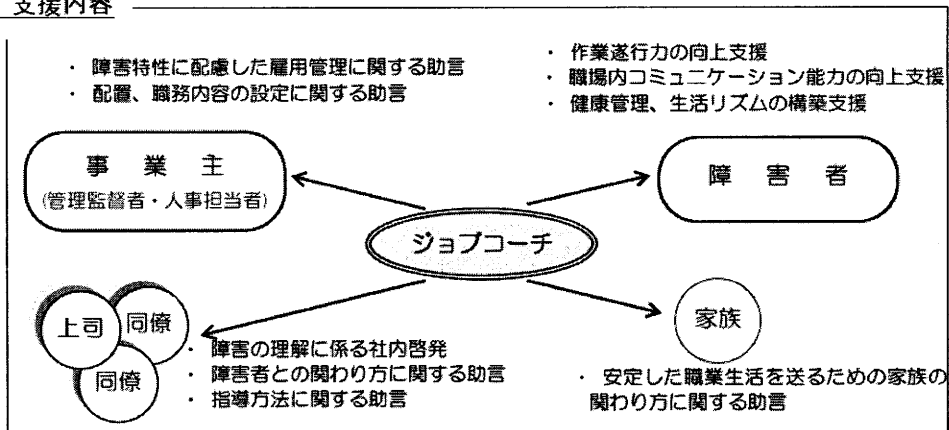 支援内容
・ 障害特性に配慮した雇用管理に関する助言
・ 配置、職務内容の設定に関する助言
・ 作業遂行力の向上支援
・ 職場内コミュニケーション能力の向上支援
・ 健康管理、生活リズムの構築支援
事 業 主
(管理監督者・人事担当者)
障 害 者
ジョブコーチ
上司
同僚
同僚
・ 障害の理解に係る社内啓発
・ 障害者との関わり方に関する助言
・ 指導方法に関する助言
家族
・ 安定した職業生活を送るための家族の
関わり方に関する助言